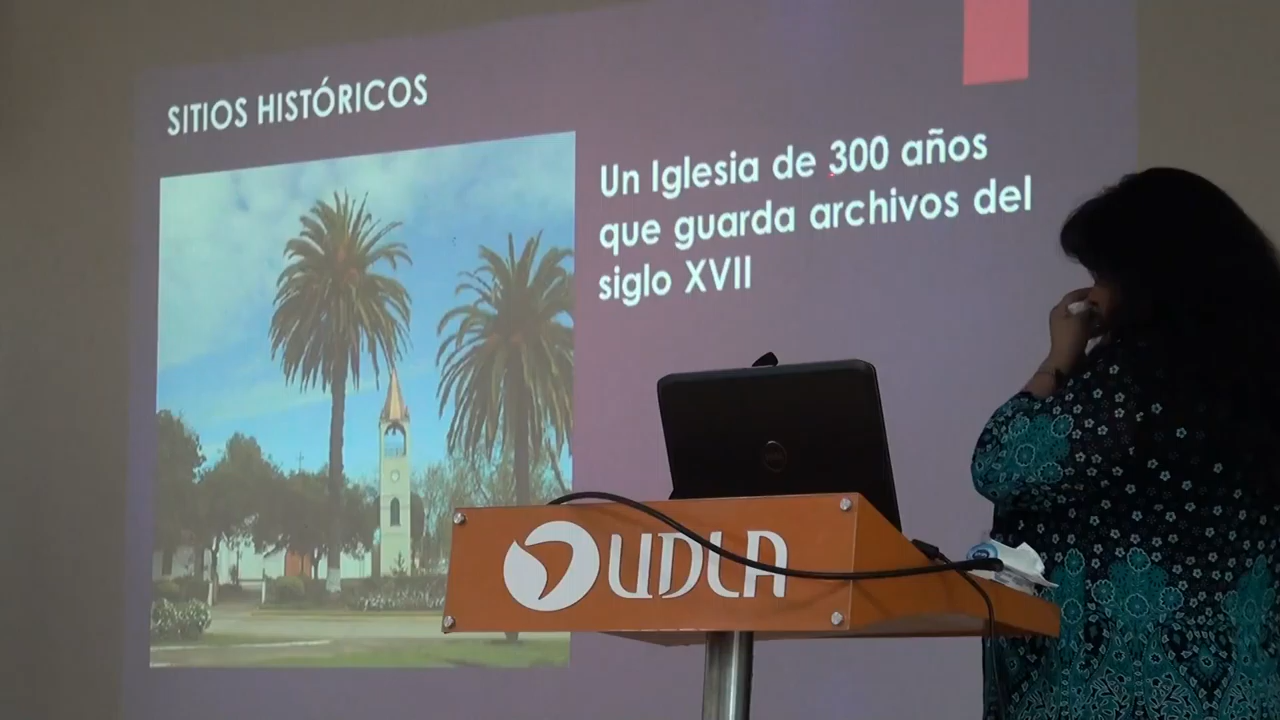 SITIOS HISTÓRICOS
Un Iglesia de 300 años
que guarda archivos del
siglo XVII
UDLA